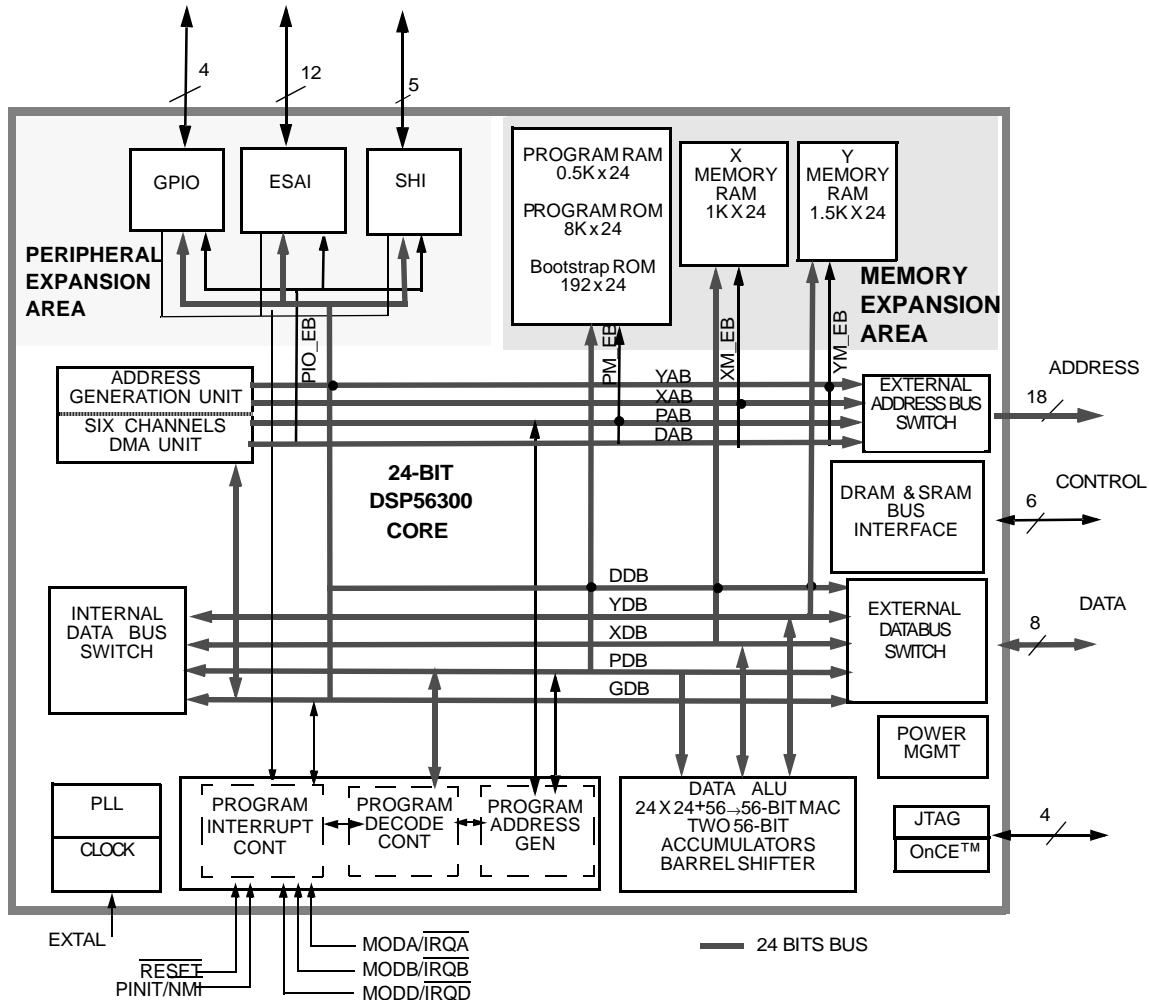 4
12
5
GPIO
ESAI
SHI
PROGRAM RAM
0.5K x 24
PROGRAM ROM
8K x 24
Bootstrap ROM
192 x 24
X
MEMORY
RAM
1K X 24
Y
MEMORY
RAM
1.5K X 24
PERIPHERAL
EXPANSION
AREA
MEMORY
EXPANSION
AREA
PIO_EB
PM_EB
XM_EB
YM_EB
ADDRESS
GENERATION UNIT
SIX CHANNELS
DMA UNIT
YAB
XAB
PAB
DAB
EXTERNAL
ADDRESS BUS
SWITCH
ADDRESS
18
24-BIT
DSP56300
CORE
DRAM & SRAM
BUS
INTERFACE
CONTROL
6
INTERNAL
DATA BUS
SWITCH
DDB
YDB
XDB
PDB
GDB
EXTERNAL
DATA BUS
SWITCH
DATA
8
POWER
MGMT
PLL
CLOCK
PROGRAM
INTERRUPT
CONT
PROGRAM
DECODE
CONT
PROGRAM
ADDRESS
GEN
DATA ALU
24 X 24+56→56-BIT MAC
TWO 56-BIT
ACCUMULATORS
BARREL SHIFTER
JTAG
OnCE™
4
EXTAL
RESET
PINIT/NMI
MODA/IRQA
MODB/IRQB
MODD/IRQD
24 BITS BUS